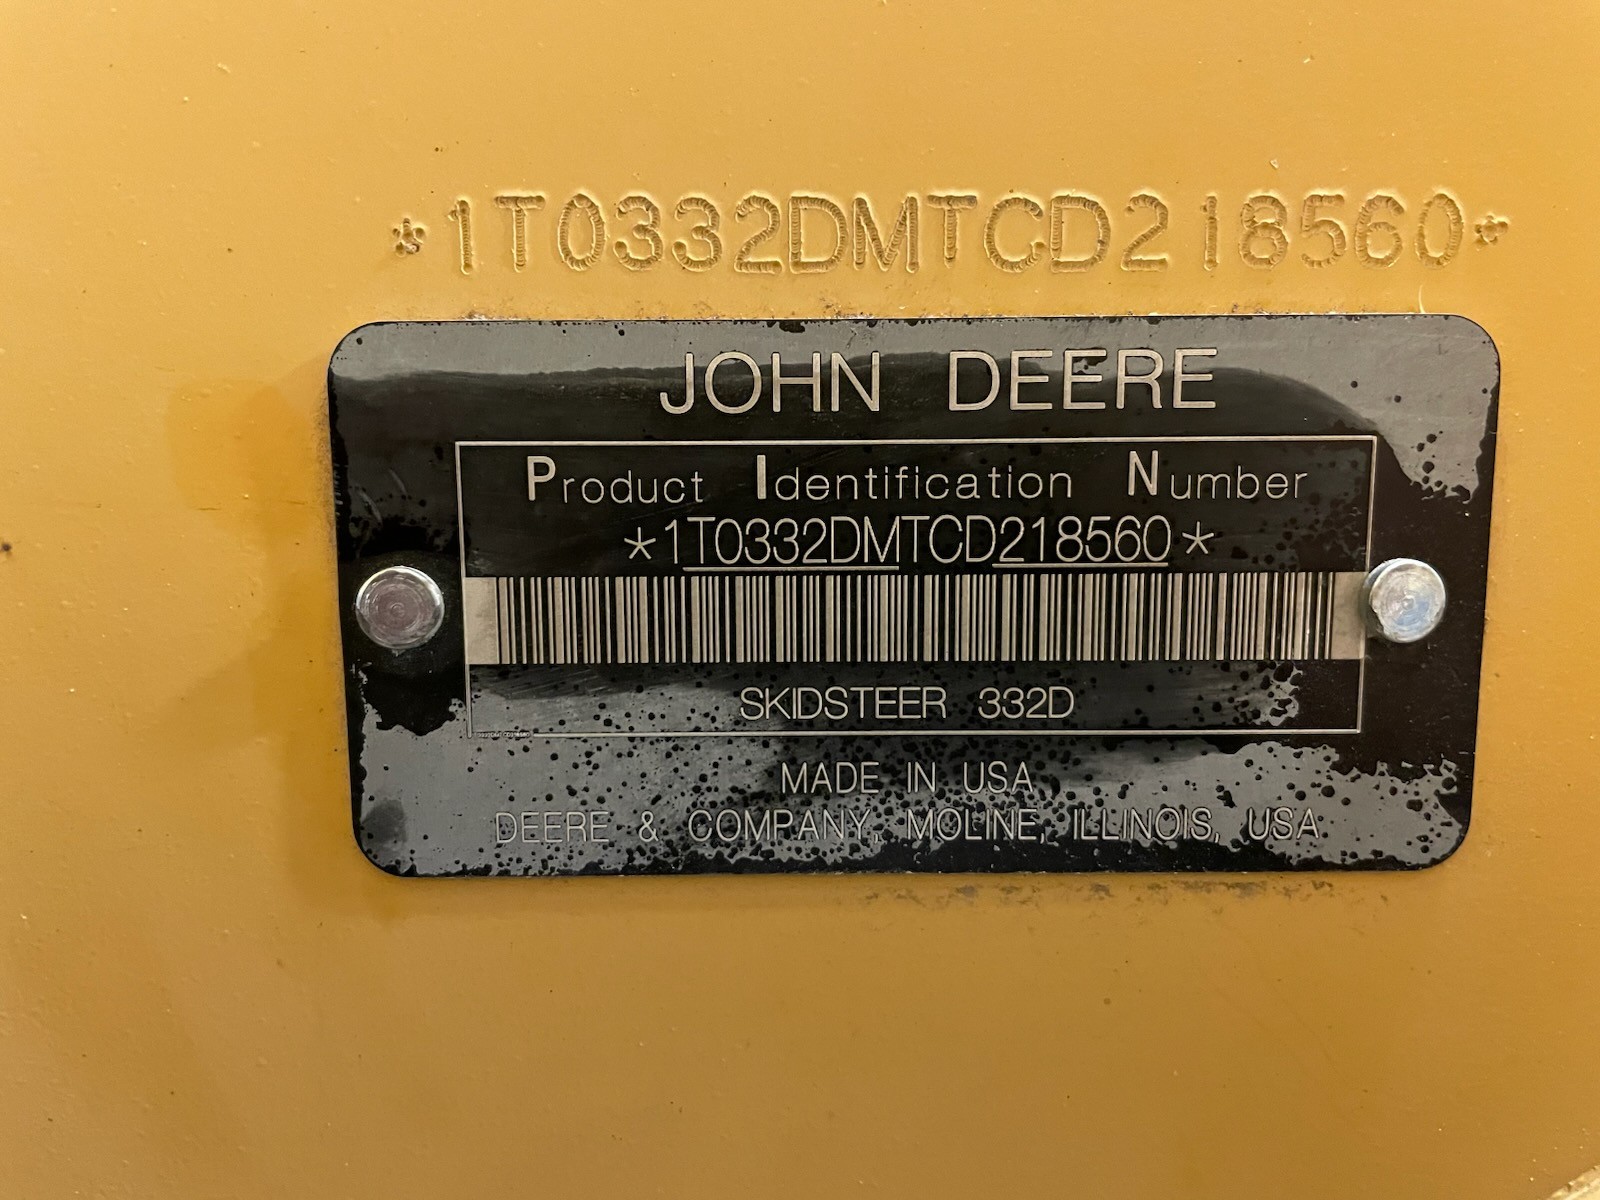 *1T0332DMTCD218560*
JOHN DEERE
Product Identification Number
*1T0332DMTCD218560*
SKIDSTEER 332D
MADE IN USA
DEERE & COMPANY, MOLINE, ILLINOIS, USA